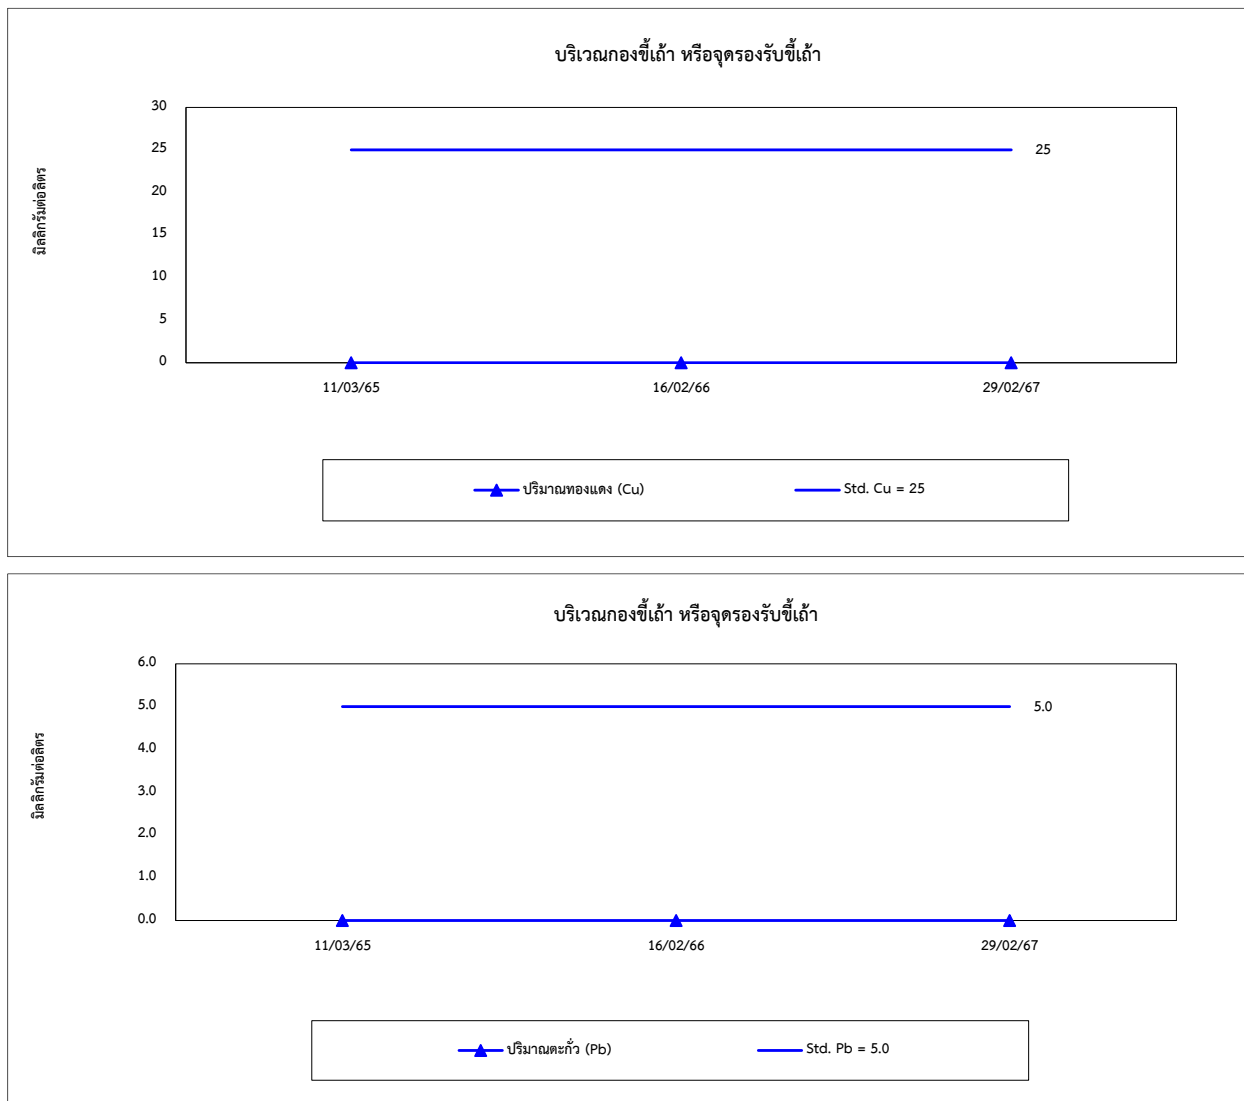 บริเวณกองขี้เถ้า หรือจุดรองรับขี้เถ้า
มิลลิกรัมต่อลิตร
30
25
20
15
10
5
0
25
11/03/65 16/02/66 29/02/67
ปริมาณทองแดง (Cu) Std. Cu = 25
บริเวณกองขี้เถ้า หรือจุดรองรับขี้เถ้า
มิลลิกรัมต่อลิตร
6.0
5.0
4.0
3.0
2.0
1.0
0.0
5.0
11/03/65 16/02/66 29/02/67
ปริมาณตะกั่ว (Pb) Std. Pb = 5.0